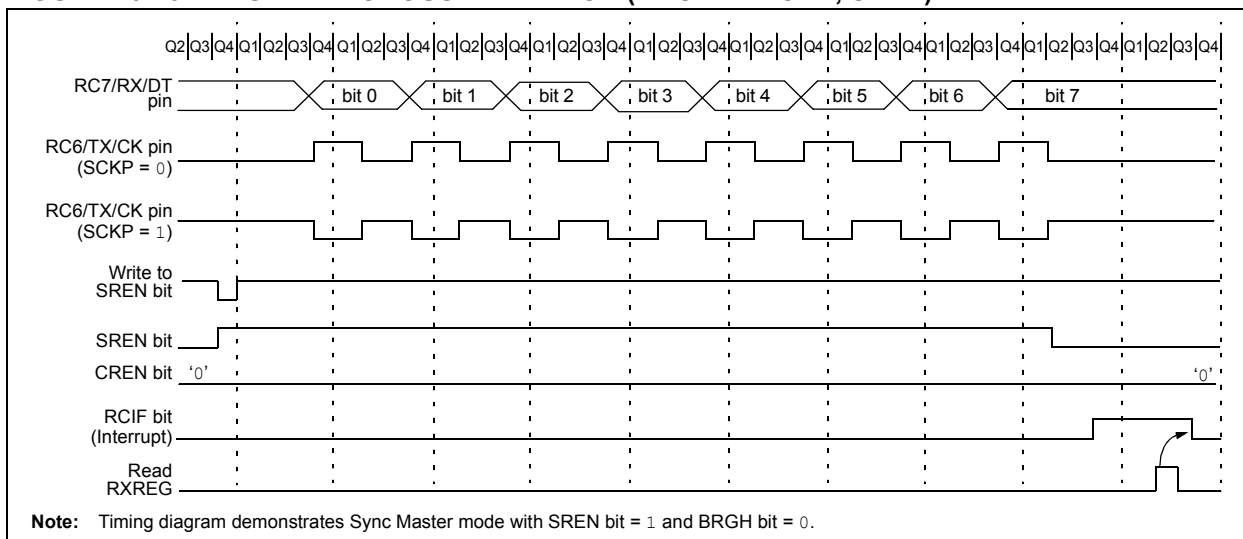 Q2 Q3 Q4 Q1 Q2 Q3 Q4 Q1 Q2 Q3 Q4 Q1 Q2 Q3 Q4 Q1 Q2 Q3 Q4 Q1 Q2 Q3 Q4 Q1 Q2 Q3 Q4 Q1 Q2 Q3 Q4 Q1 Q2 Q3 Q4 Q1 Q2 Q3 Q4 Q1 Q2 Q3 Q4
RC7/RX/DT
pin
bit 0 bit 1 bit 2 bit 3 bit 4 bit 5 bit 6 bit 7
RC6/TX/CK pin
(SCKP = 0)
RC6/TX/CK pin
(SCKP = 1)
Write to
SREN bit
SREN bit
CREN bit ‘0’ ‘0’
RCIF bit
(Interrupt)
Read
RXREG
Note: Timing diagram demonstrates Sync Master mode with SREN bit = 1 and BRGH bit = 0.